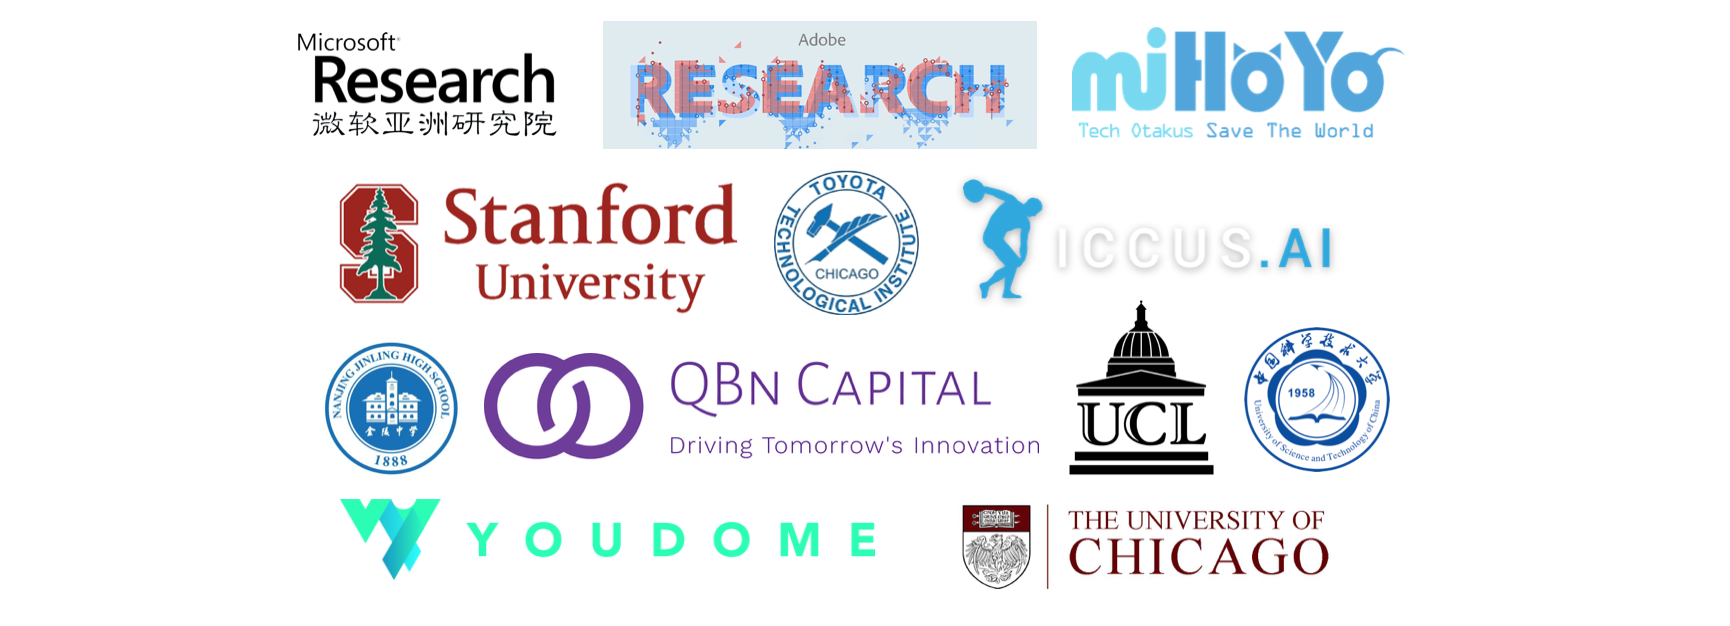 Microsoft
Research
微软亚洲研究院
Adobe
RESEARCH
miHoYo
Tech Otakus Save The World
Stanford
University
TOYOTA
TECHNOLOGICAL INSTITUTE
CHICAGO
ICCUS.AI
NANJING JINLING HIGH SCHOOL
金陵中学
1888
QBN CAPITAL
Driving Tomorrow's Innovation
UCL
中国科学技术大学
1958
University of Science and Technology of China
YOUDOME
THE UNIVERSITY OF
CHICAGO